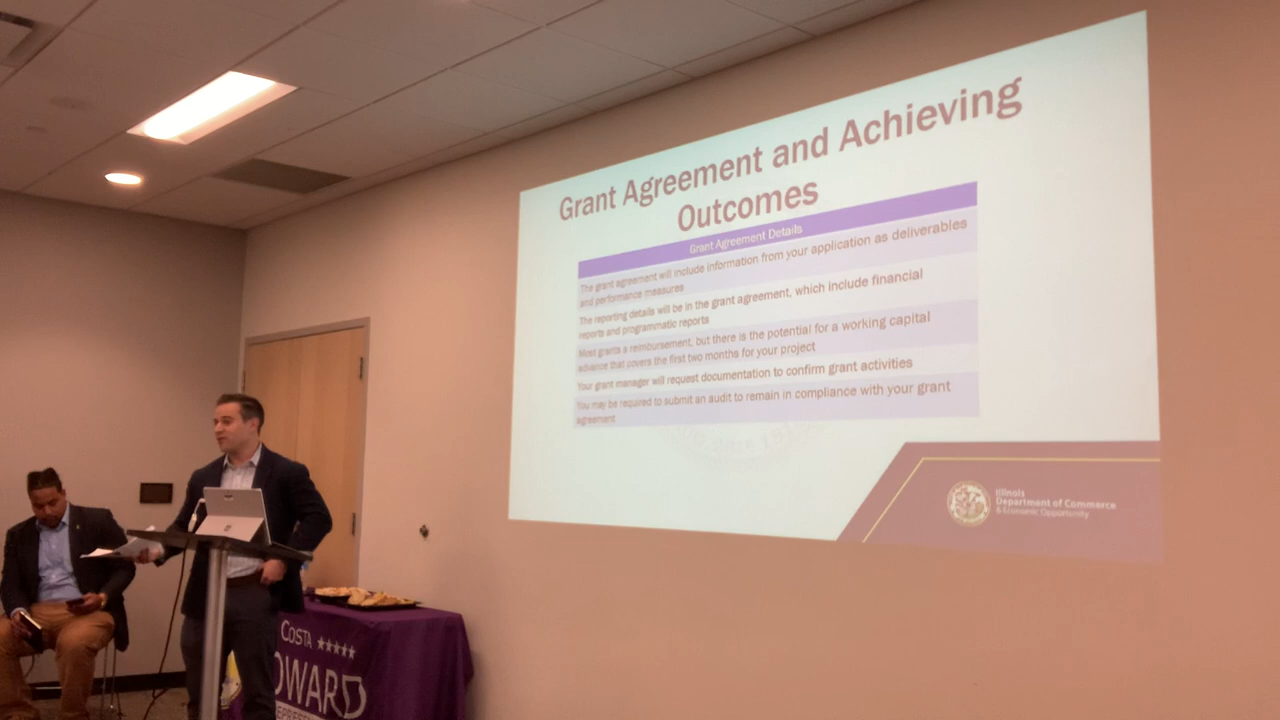 Grant Agreement and Achieving
Outcomes
Grant Agreement Details
The grant agreement will include information from your application as deliverables
and performance measures
The reporting details will be in the grant agreement, which include financial
reports and programmatic reports
Most grants a reimbursement, but there is the potential for a working capital
advance that covers the first two months for your project
Your grant manager will request documentation to confirm grant activities
You may be required to submit an audit to remain in compliance with your grant
agreement
Illinois
Department of Commerce
& Economic Opportunity
COSTA
OWARD